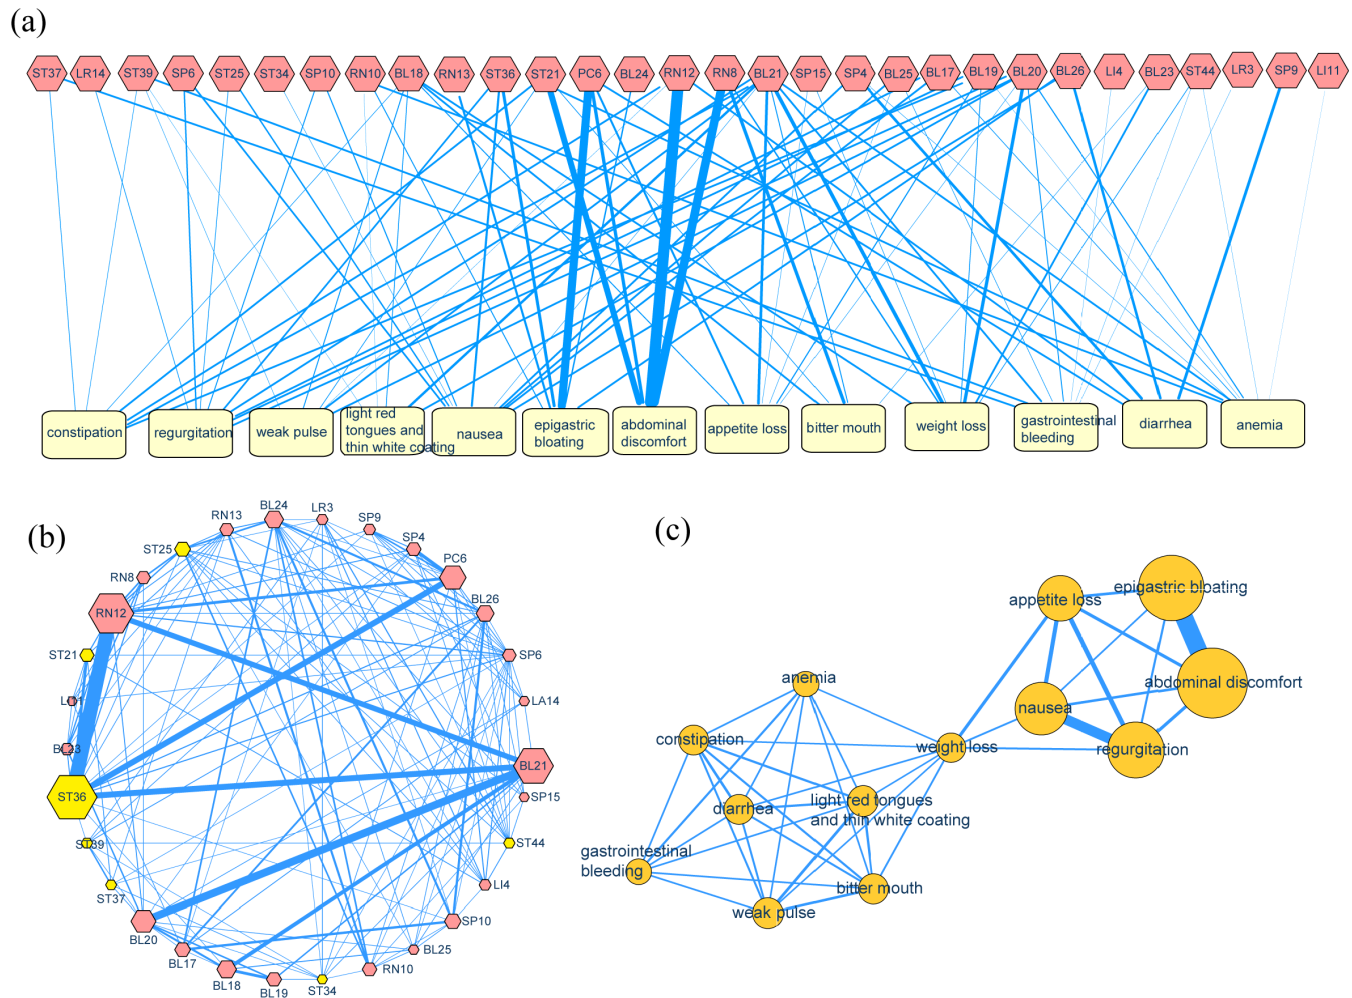 (a)
ST37 LR14 ST39 SP6 ST25 ST34 SP10 RN10 BL18 RN13 ST36 ST21 PC6 BL24 RN12 RN8 BL21 SP15 SP4 BL25 BL17 BL19 BL20 BL26 LI4 BL23 ST44 LR3 SP9 LI11
constipation
regurgitation
weak pulse
light red
tongues and
thin white coating
nausea
epigastric
bloating
abdominal
discomfort
appetite loss
bitter mouth
weight loss
gastrointestinal
bleeding
diarrhea
anemia
(b)
BL24
LR3
RN13
SP9
ST25
SP4
PC6
RN8
BL26
RN12
ST21
SP6
LA14
BL23
BL21
ST36
SP15
ST39
ST44
ST37
LI4
BL20
SP10
BL17
BL25
BL18
RN10
BL19
ST34
(c)
epigastric bloating
appetite loss
abdominal discomfort
anemia
nausea
constipation
weight loss
regurgitation
diarrhea
light red tongues
and thin white coating
gastrointestinal
bleeding
bitter mouth
weak pulse